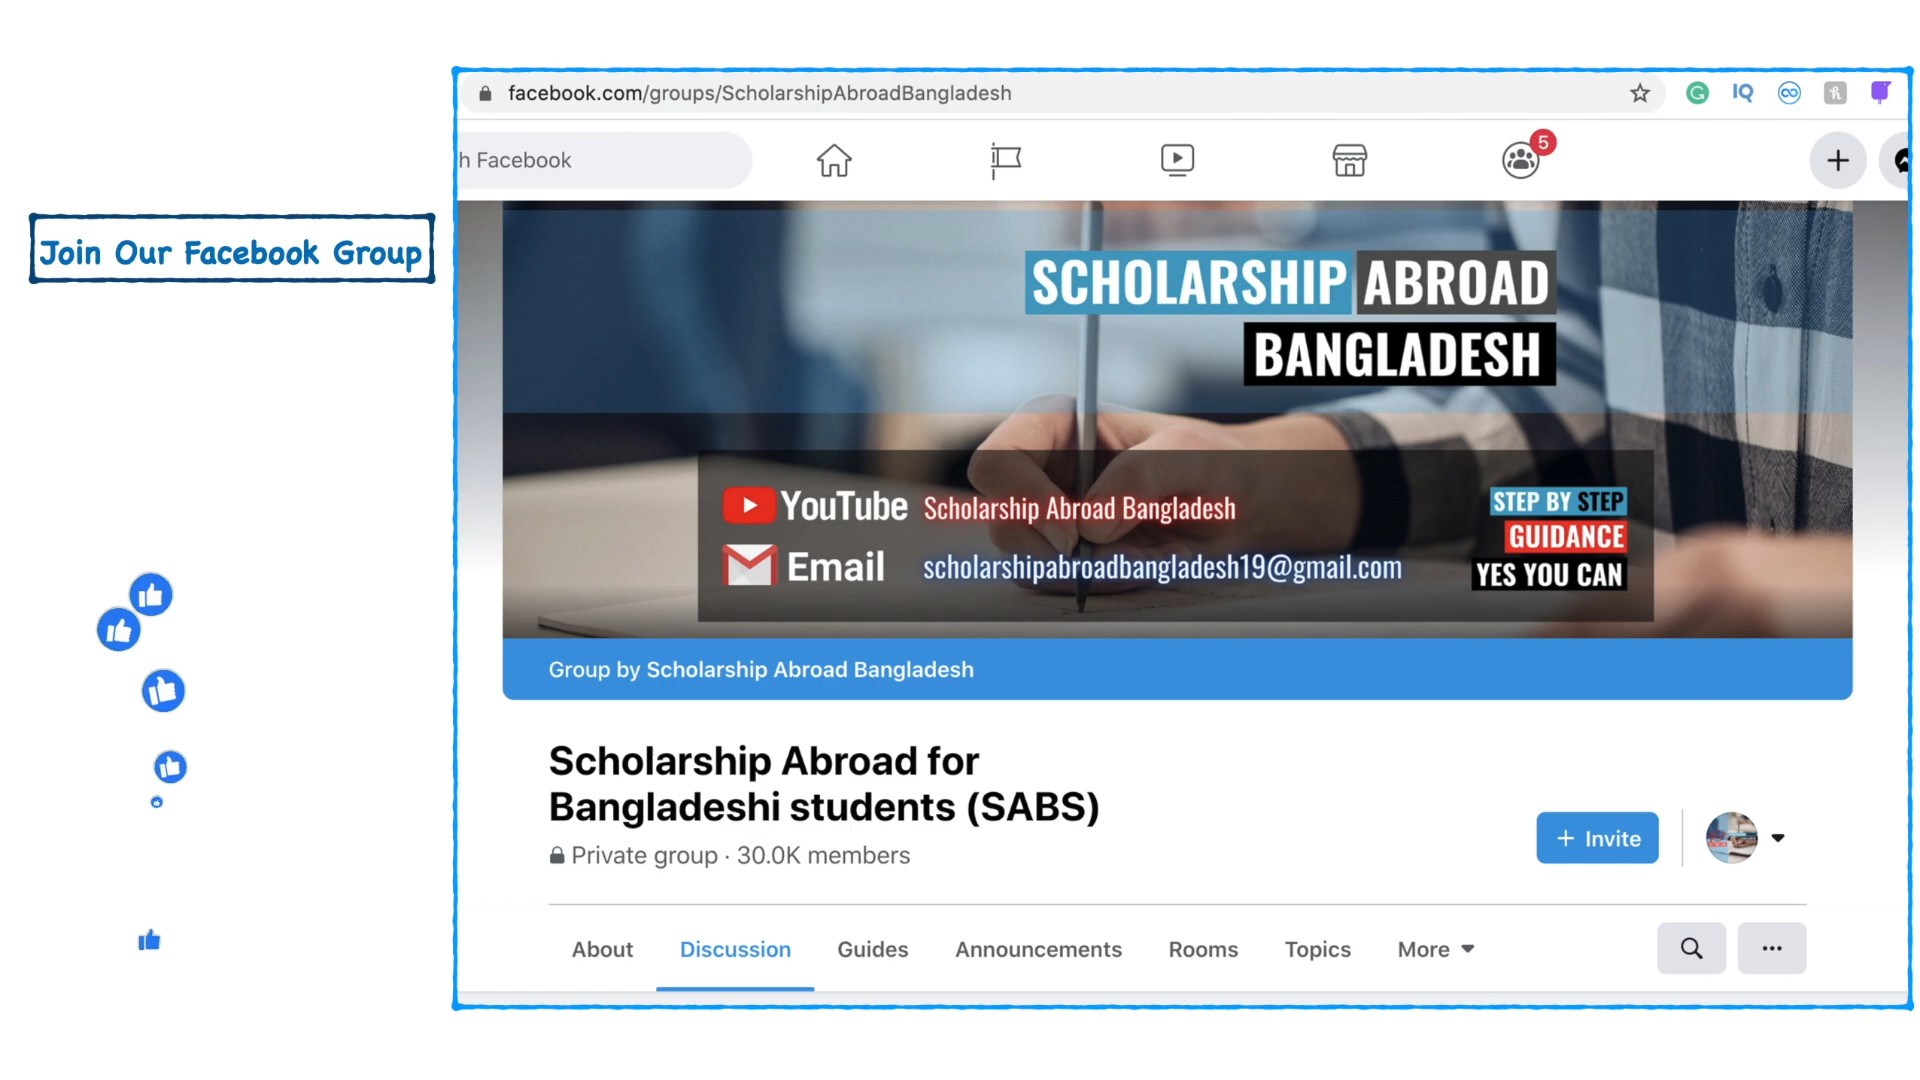 facebook.com/groups/ScholarshipAbroadBangladesh
IQ
h Facebook
5
Join Our Facebook Group
SCHOLARSHIP ABROAD
BANGLADESH
YouTube Scholarship Abroad Bangladesh
Email scholarshipabroadbangladesh19@gmail.com
STEP BY STEP
GUIDANCE
YES YOU CAN
Group by Scholarship Abroad Bangladesh
Scholarship Abroad for
Bangladeshi students (SABS)
Private group · 30.0K members
+ Invite
About Discussion Guides Announcements Rooms Topics More